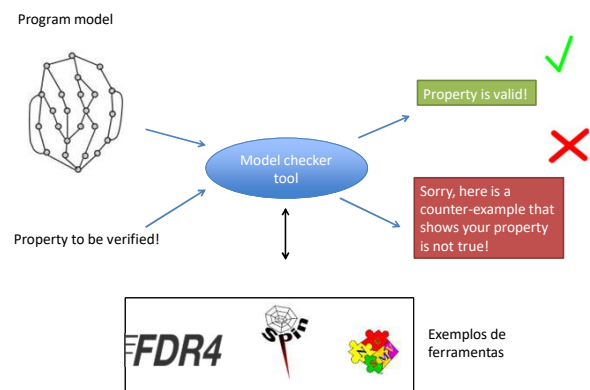 Program model
Property is valid!
Model checker
tool
Sorry, here is a
counter-example that
shows your property
is not true!
Property to be verified!
FDR4
Spin
Exemplos de
ferramentas